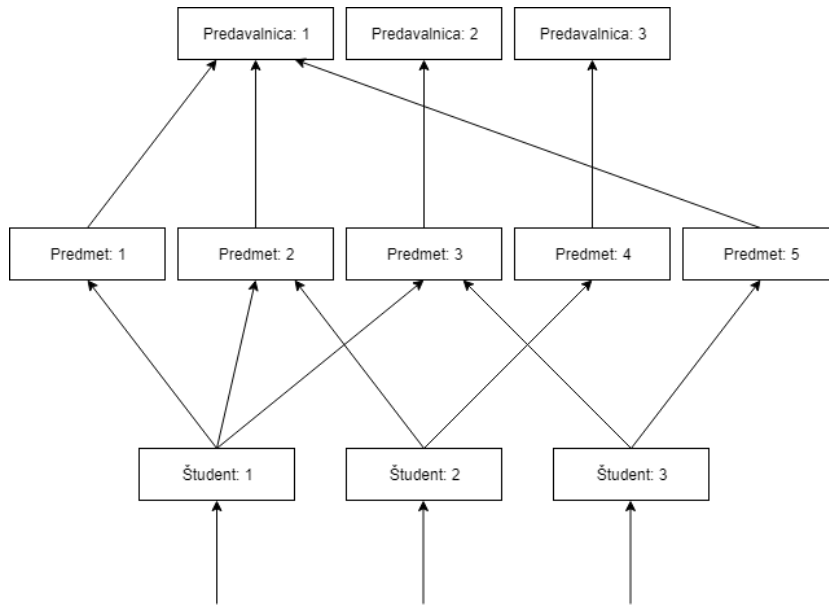 Predavalnica: 1
Predavalnica: 2
Predavalnica: 3
Predmet: 1
Predmet: 2
Predmet: 3
Predmet: 4
Predmet: 5
Študent: 1
Študent: 2
Študent: 3